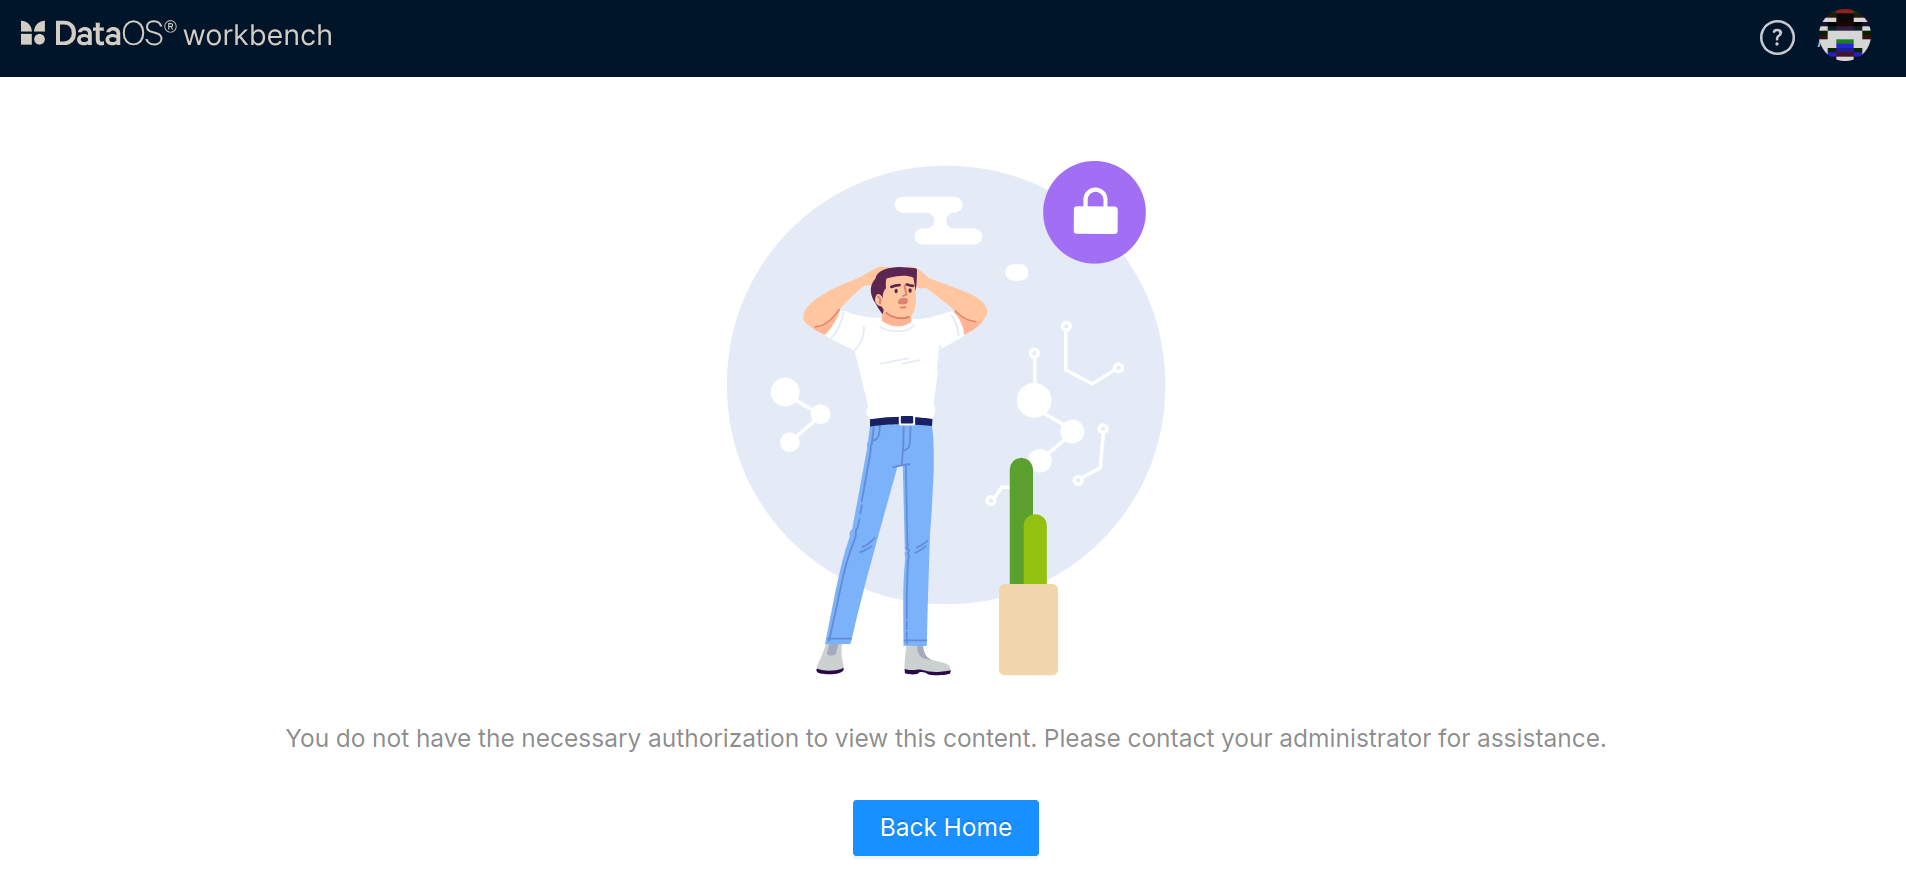 DataOS® workbench
?
You do not have the necessary authorization to view this content. Please contact your administrator for assistance.
Back Home